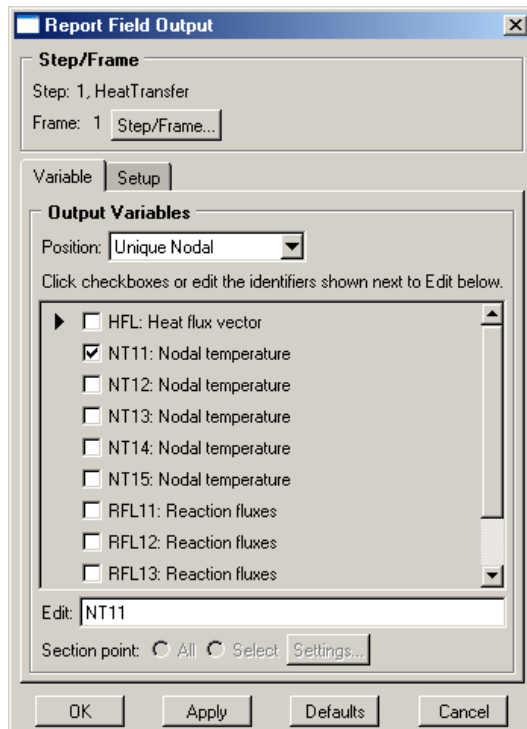 Report Field Output
Step/Frame
Step: 1, HeatTransfer
Frame: 1 Step/Frame...
Variable Setup
Output Variables
Position: Unique Nodal
Click checkboxes or edit the identifiers shown next to Edit below.
HFL: Heat flux vector
NT11: Nodal temperature
NT12: Nodal temperature
NT13: Nodal temperature
NT14: Nodal temperature
NT15: Nodal temperature
RFL11: Reaction fluxes
RFL12: Reaction fluxes
RFL13: Reaction fluxes
Edit: NT11
Section point: All Select Settings...
OK Apply Defaults Cancel